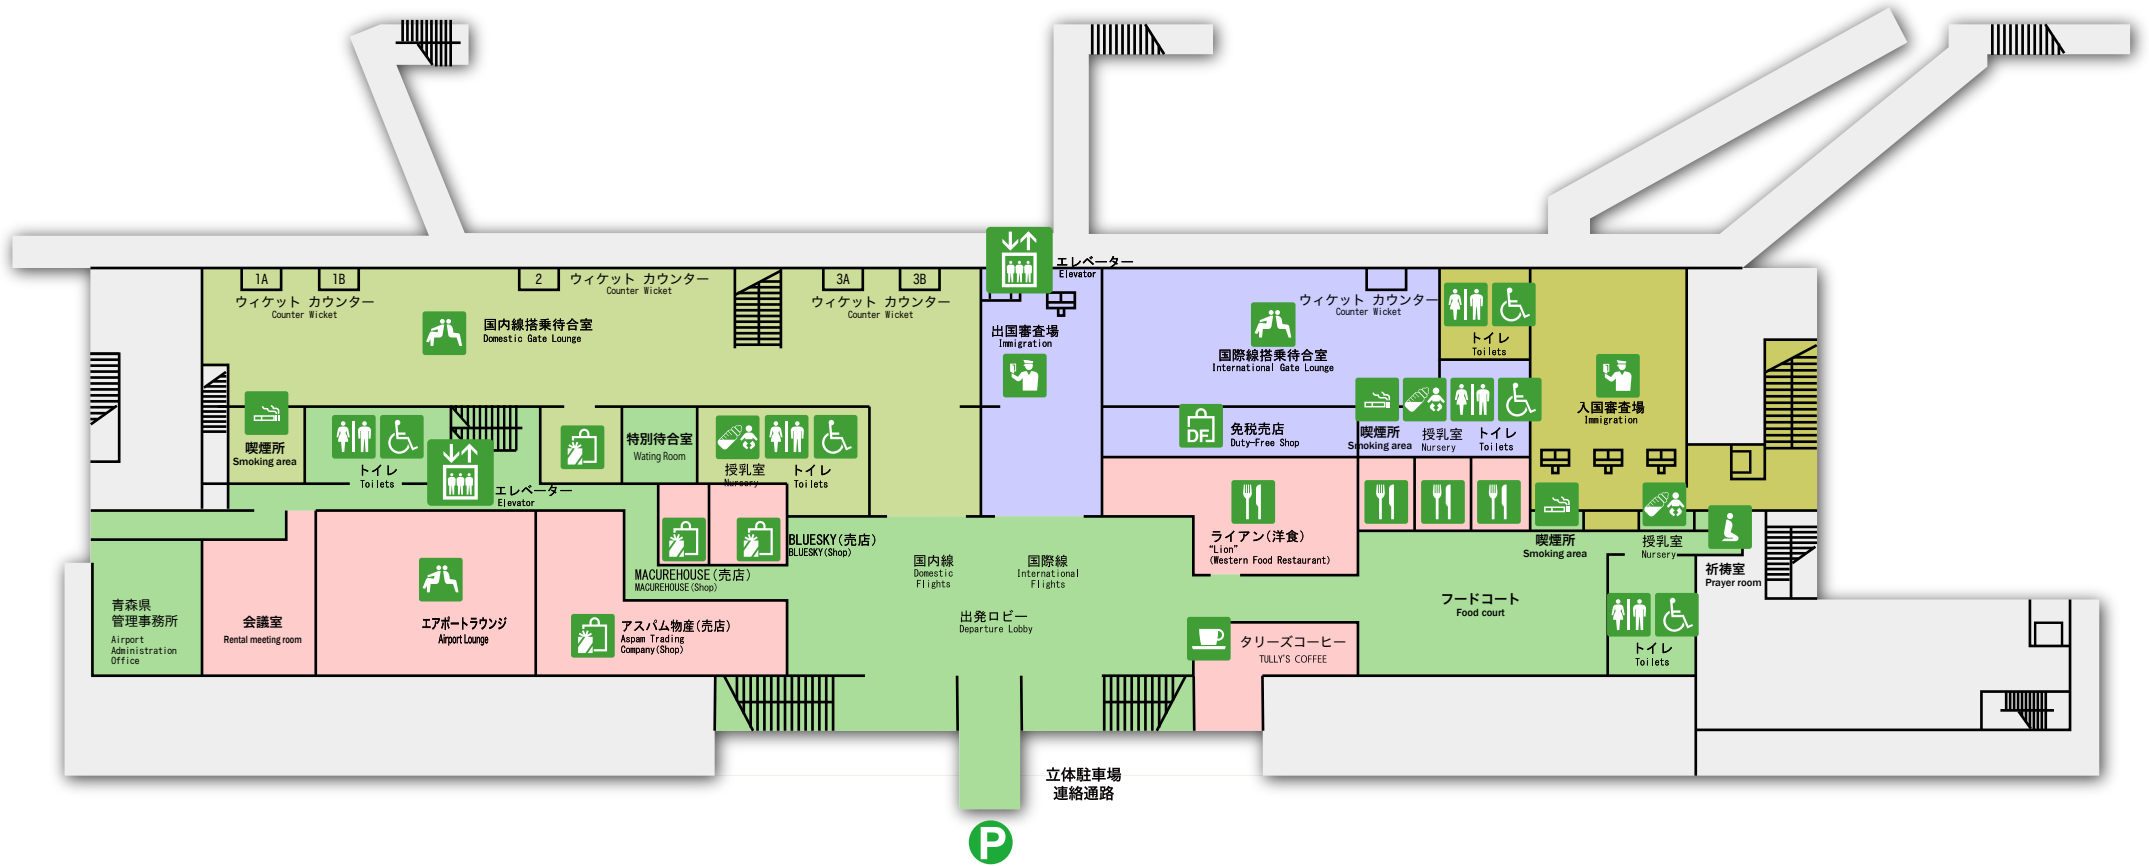 エレベーター
Elevator
1A
1B
2
ウィケット カウンター
Counter Wicket
3A
3B
ウィケット カウンター
Counter Wicket
ウィケット カウンター
Counter Wicket
ウィケット カウンター
Counter Wicket
国内線搭乗待合室
Domestic Gate Lounge
出国審査場
Immigration
国際線搭乗待合室
International Gate Lounge
トイレ
Toilets
入国審査場
Immigration
喫煙所
Smoking area
トイレ
Toilets
エレベーター
Elevator
特別待合室
Wating Room
授乳室
Nursery
トイレ
Toilets
DF
免税売店
Duty-Free Shop
喫煙所
Smoking area
授乳室
Nursery
トイレ
Toilets
BLUESKY(売店)
BLUESKY(Shop)
MACUREHOUSE(売店)
MACUREHOUSE(Shop)
国内線
Domestic
Flights
国際線
International
Flights
ライアン(洋食)
“Lion”
(Western Food Restaurant)
喫煙所
Smoking area
授乳室
Nursery
祈祷室
Prayer room
青森県
管理事務所
Airport
Administration
Office
会議室
Rental meeting room
エアポートラウンジ
Airport Lounge
アスパム物産(売店)
Aspam Trading
Company(Shop)
出発ロビー
Departure Lobby
タリーズコーヒー
TULLY'S COFFEE
フードコート
Food court
トイレ
Toilets
立体駐車場
連絡通路
P